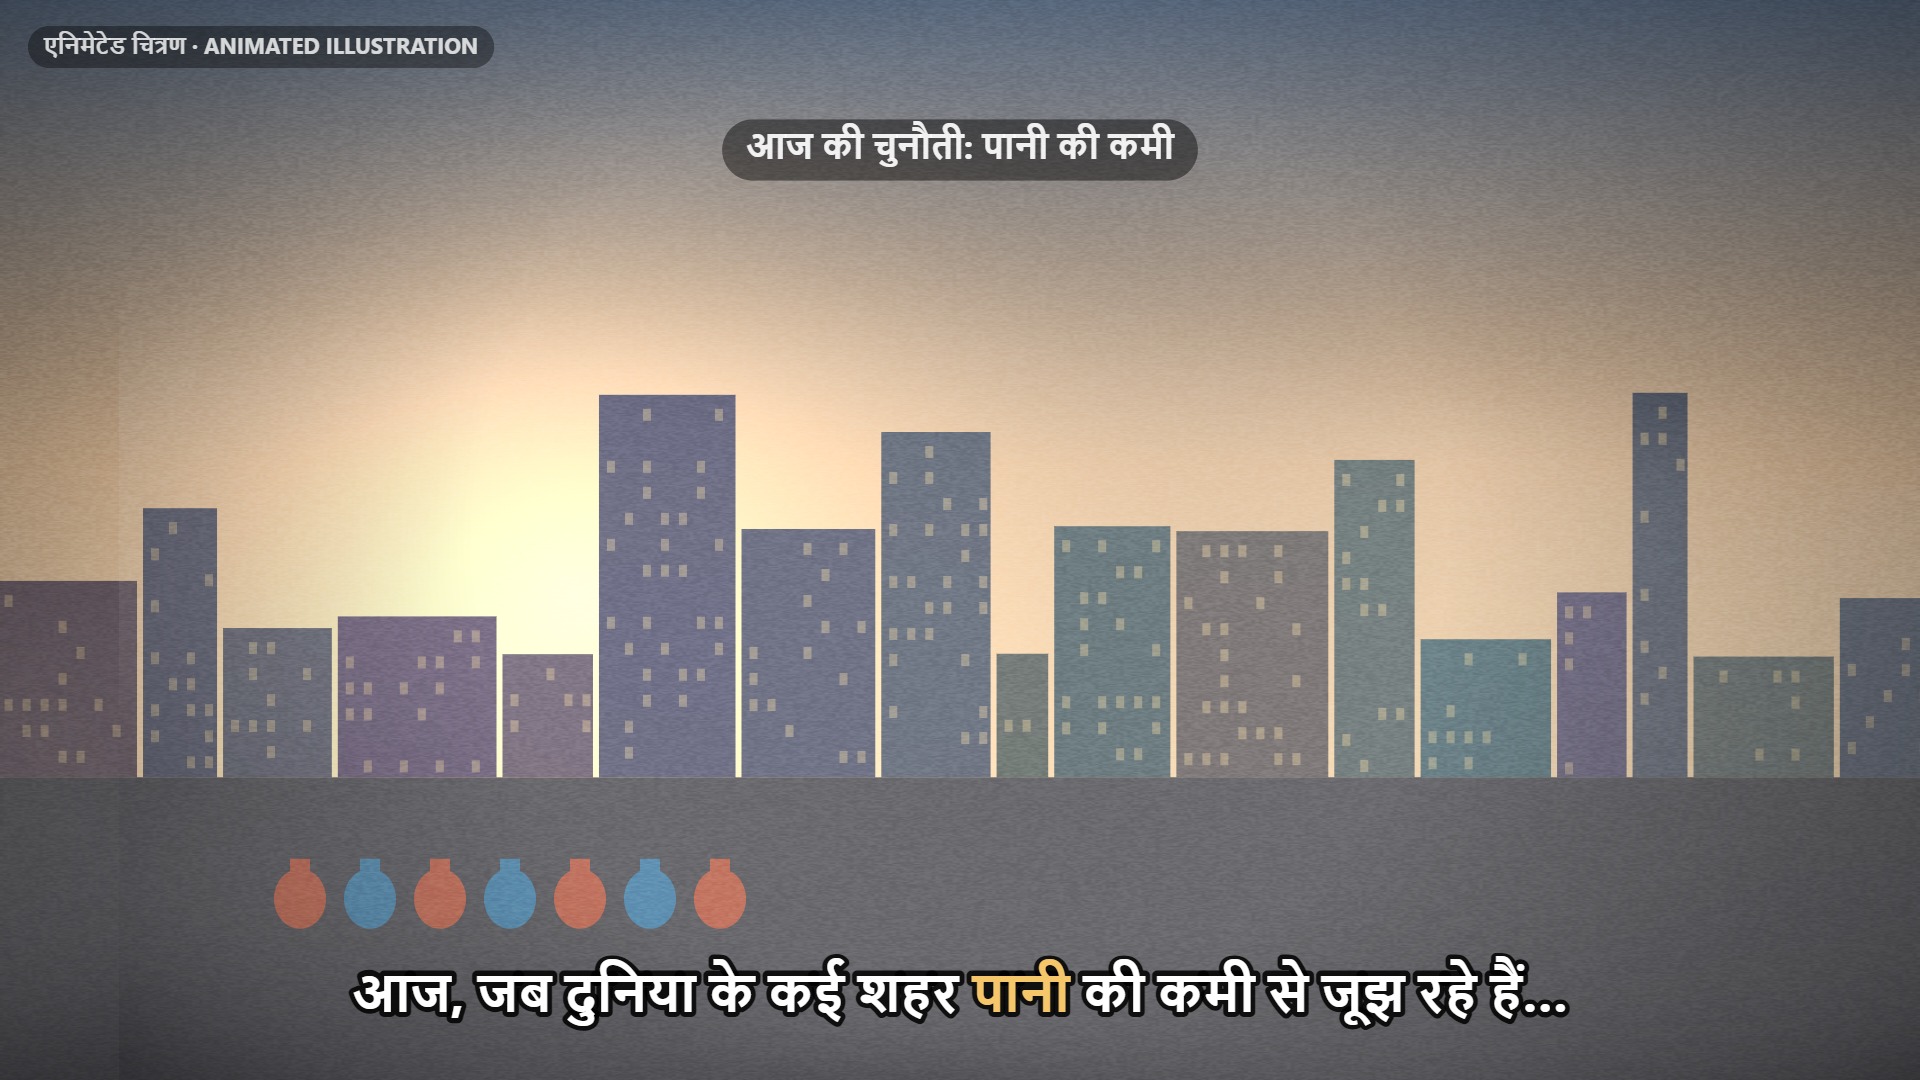 एनिमेटेड चित्रण · ANIMATED ILLUSTRATION
आज की चुनौती: पानी की कमी
आज, जब दुनिया के कई शहर पानी की कमी से जूझ रहे हैं...